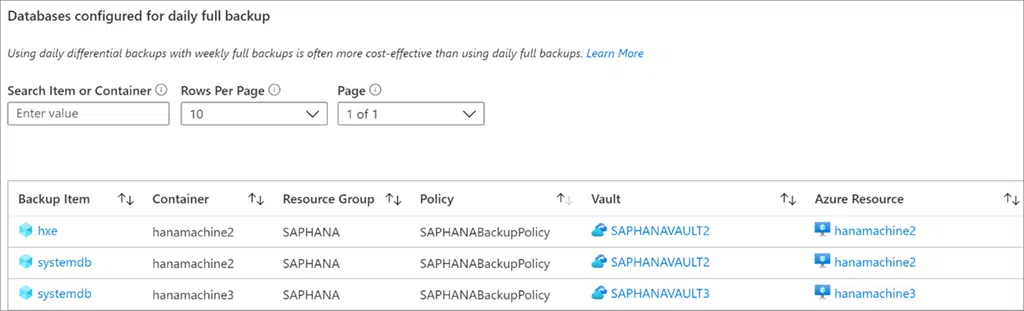 Databases configured for daily full backup
Using daily differential backups with weekly full backups is often more cost-effective than using daily full backups. Learn More
Search Item or Container Rows Per Page Page
Enter value 10 1 of 1
Backup Item Container Resource Group Policy Vault Azure Resource
hxe hanamachine2 SAPHANA SAPHANABackupPolicy SAPHANAVAULT2 hanamachine2
systemdb hanamachine2 SAPHANA SAPHANABackupPolicy SAPHANAVAULT2 hanamachine2
systemdb hanamachine3 SAPHANA SAPHANABackupPolicy SAPHANAVAULT3 hanamachine3